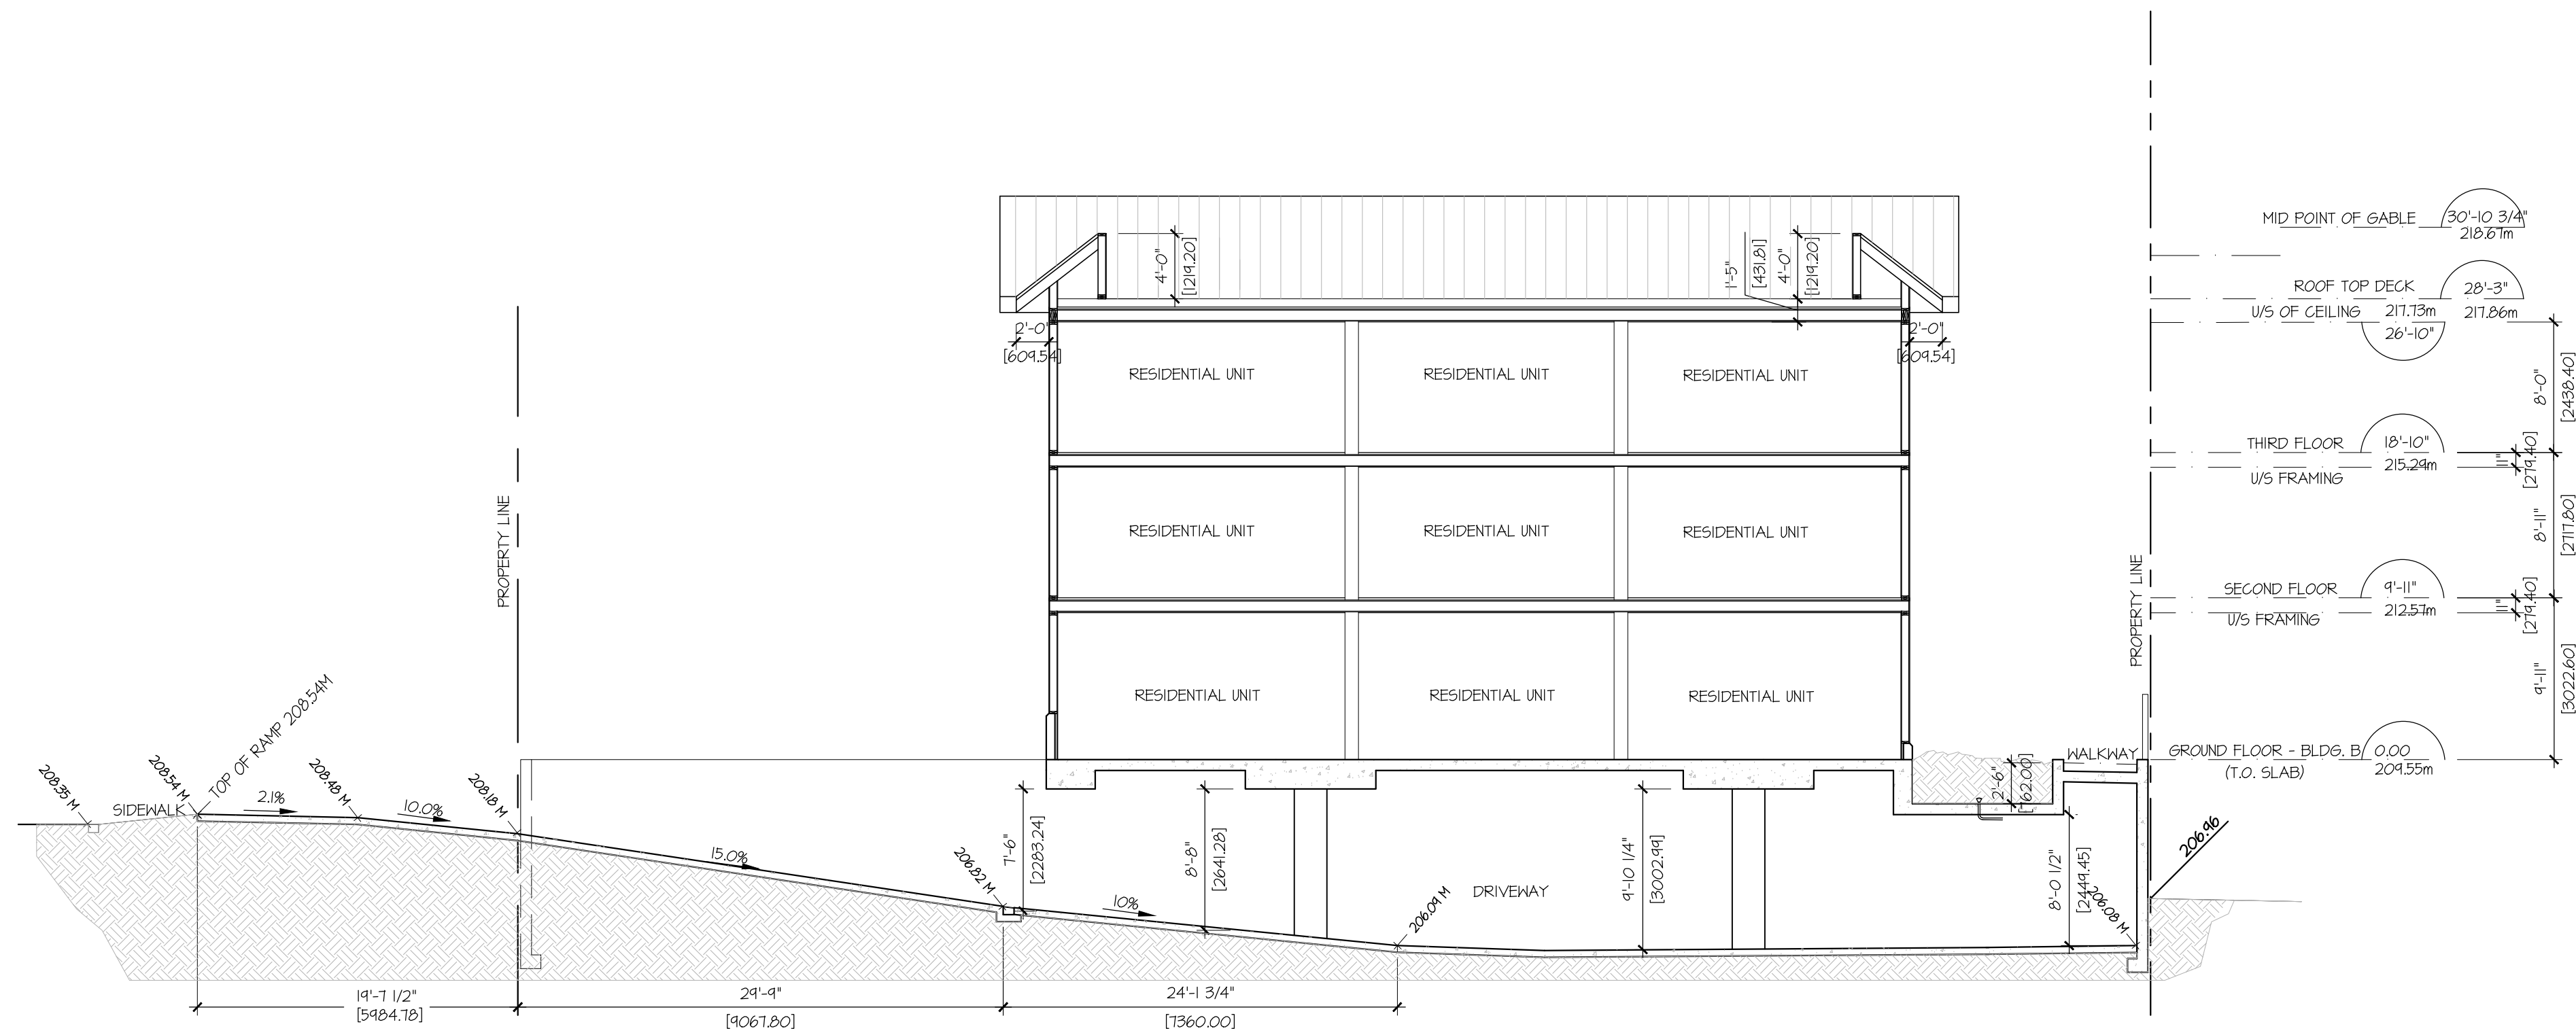 MID POINT OF GABLE
30'-10 3/4"
218.67m
ROOF TOP DECK
28'-3"
217.86m
U/S OF CEILING
217.73m
26'-10"
8'-0"
[2438.40]
THIRD FLOOR
18'-10"
215.29m
U/S FRAMING
11"
[279.40]
8'-11"
[2717.80]
SECOND FLOOR
9'-11"
212.57m
U/S FRAMING
11"
[279.40]
9'-11"
[3022.60]
GROUND FLOOR - BLDG. B
(T.O. SLAB)
0.00
209.55m
4'-0"
[1219.20]
1'-5"
[431.81]
4'-0"
[1219.20]
2'-0"
[609.54]
2'-0"
[609.54]
RESIDENTIAL UNIT
RESIDENTIAL UNIT
RESIDENTIAL UNIT
RESIDENTIAL UNIT
RESIDENTIAL UNIT
RESIDENTIAL UNIT
RESIDENTIAL UNIT
RESIDENTIAL UNIT
RESIDENTIAL UNIT
PROPERTY LINE
PROPERTY LINE
208.35 M
SIDEWALK
208.54 M
TOP OF RAMP 208.54M
2.1%
208.48 M
10.0%
208.18 M
15.0%
206.82 M
7'-6"
[2283.24]
10%
8'-8"
[2641.28]
206.09 M
DRIVEWAY
9'-10 1/4"
[3002.99]
2'-6"
[762.00]
WALKWAY
8'-0 1/2"
[2449.45]
206.08 M
206.96
19'-7 1/2"
[5984.78]
29'-9"
[9067.80]
24'-1 3/4"
[7360.00]